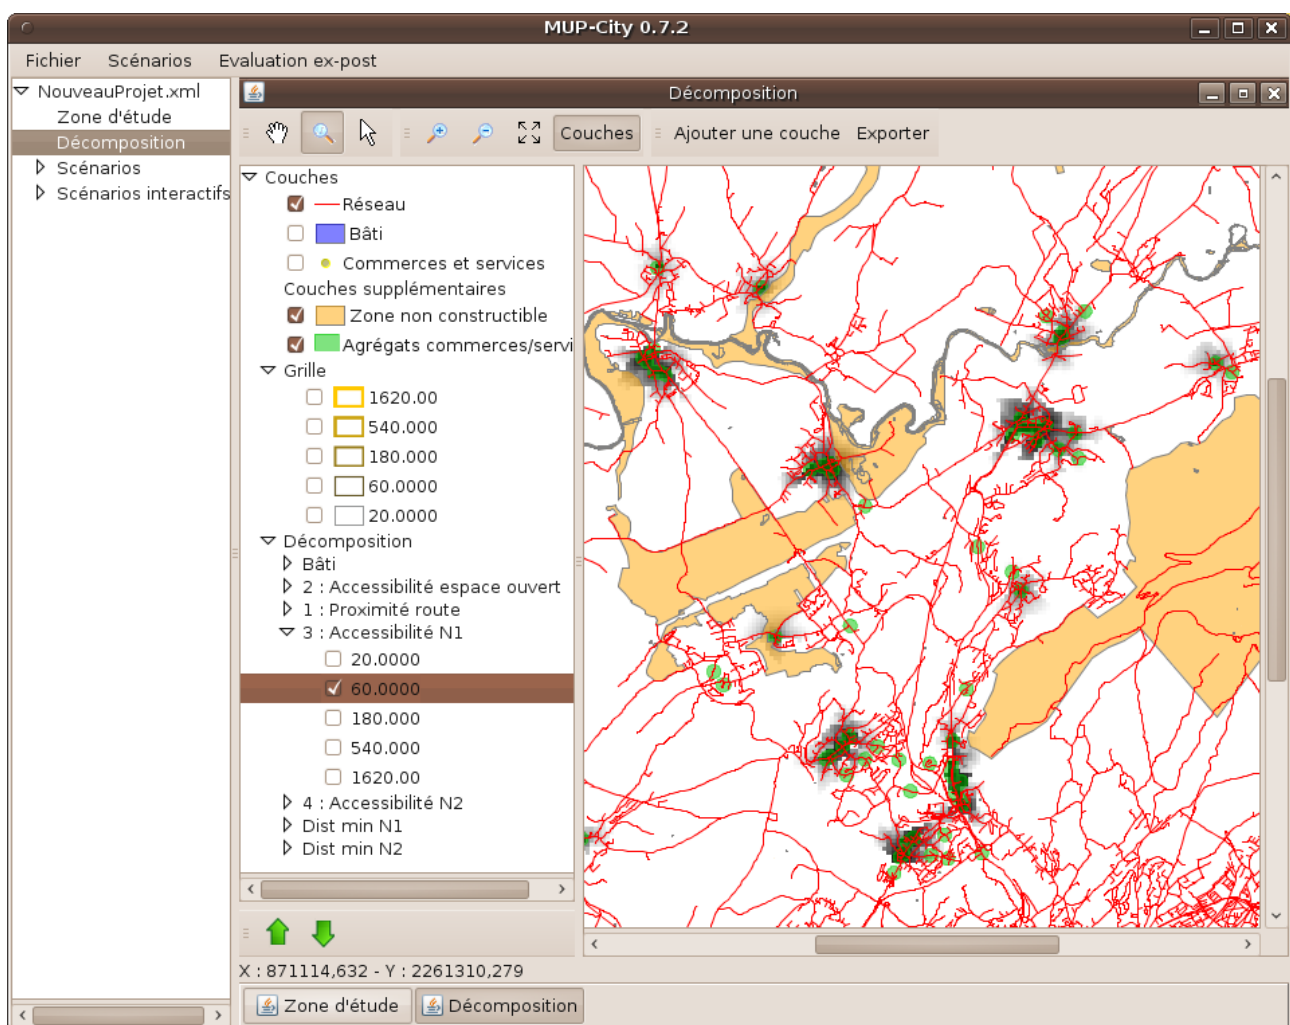 MUP-City 0.7.2
Fichier Scénarios Evaluation ex-post
NouveauProjet.xml
Zone d'étude
Décomposition
Scénarios
Scénarios interactifs
Décomposition
Couches Ajouter une couche Exporter
Couches
Réseau
Bâti
Commerces et services
Couches supplémentaires
Zone non constructible
Agrégats commerces/servi
Grille
1620.00
540.000
180.000
60.0000
20.0000
Décomposition
Bâti
2 : Accessibilité espace ouvert
1 : Proximité route
3 : Accessibilité N1
20.0000
60.0000
180.000
540.000
1620.00
4 : Accessibilité N2
Dist min N1
Dist min N2
X : 871114,632 - Y : 2261310,279
Zone d'étude Décomposition